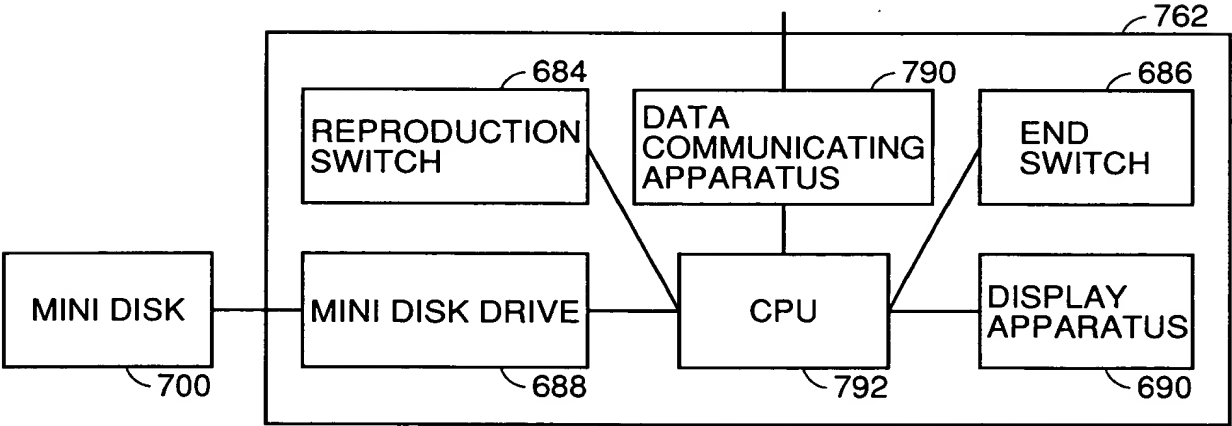 762
684
790
686
REPRODUCTION
SWITCH
DATA
COMMUNICATING
APPARATUS
END
SWITCH
MINI DISK
MINI DISK DRIVE
CPU
DISPLAY
APPARATUS
700
688
792
690